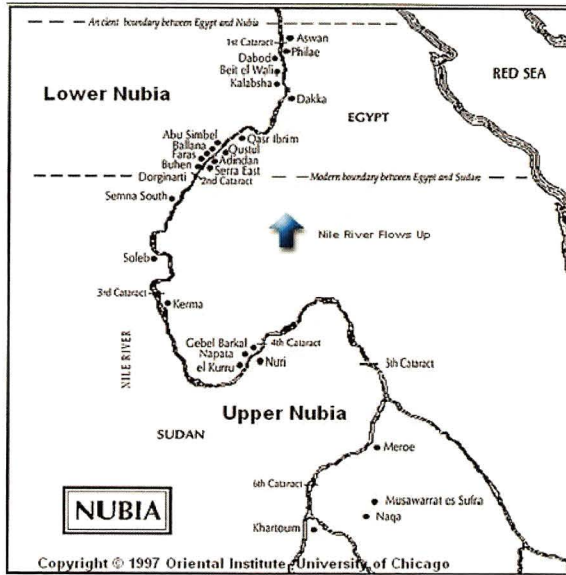 Ancient boundary between Egypt and Nubia
Aswan
1st Cataract
Philae
Dabod
Beit el Wali
Kalabsha
RED SEA
Lower Nubia
Dakka
EGYPT
Abu Simbel
Ballana
Qasr Ibrim
Faras
Qustul
Buhen
Adindan
Serra East
Dorginarti
2nd Cataract
Modern boundary between Egypt and Sudan
Semna South
Nile River Flows Up
Soleb
3rd Cataract
Kerma
NILE RIVER
Gebel Barkal
4th Cataract
Napata
el Kurru
Nuri
5th Cataract
Upper Nubia
SUDAN
Meroe
6th Cataract
NUBIA
Musawarrat es Sufra
Naqa
Khartoum
Copyright © 1997 Oriental Institute University of Chicago